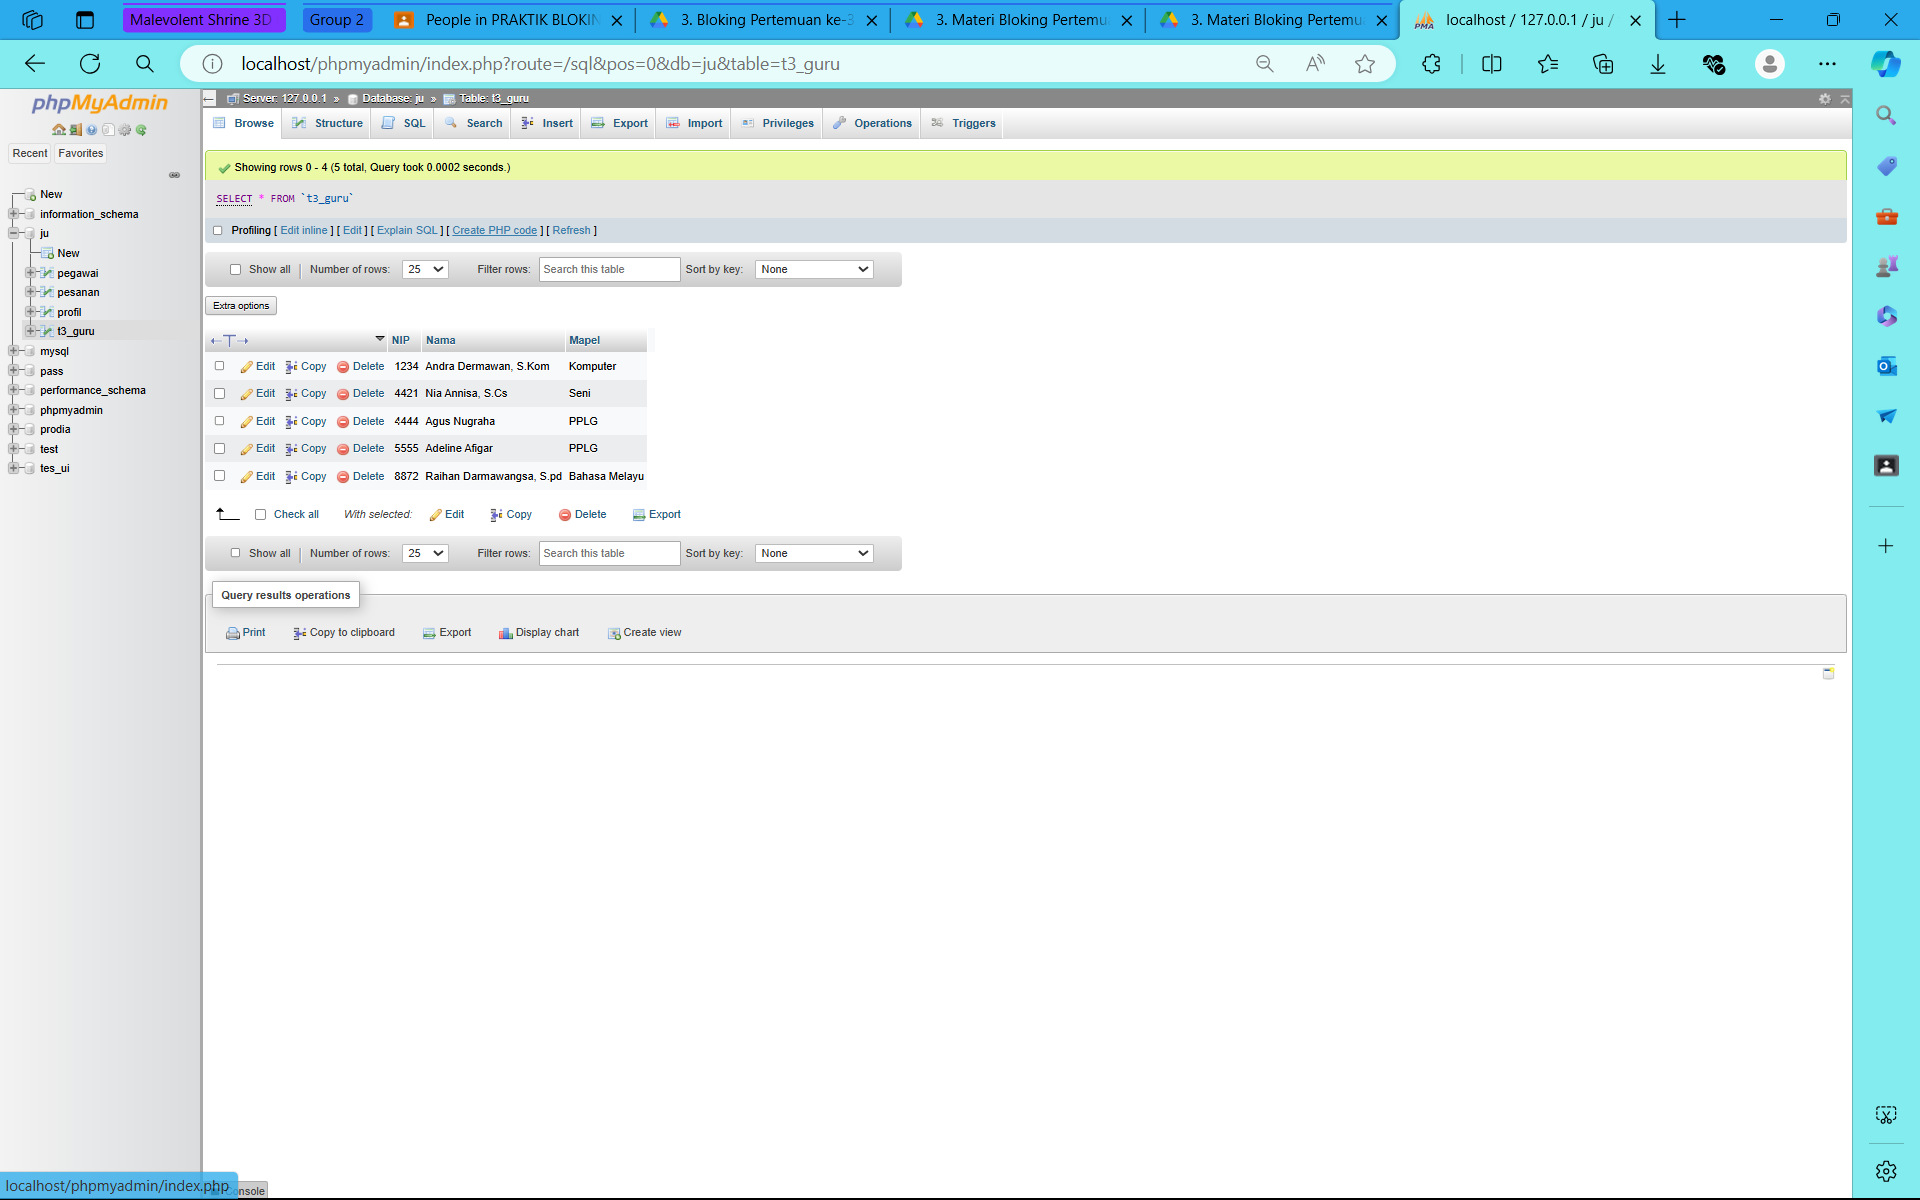 Malevolent Shrine 3D
Group 2
People in PRAKTIK BLOKIN
3. Bloking Pertemuan ke-3
3. Materi Bloking Pertemu
3. Materi Bloking Pertemu
localhost / 127.0.0.1 / ju /
localhost/phpmyadmin/index.php?route=/sql&pos=0&db=ju&table=t3_guru
phpMyAdmin
Recent Favorites
New
information_schema
ju
New
pegawai
pesanan
profil
t3_guru
mysql
pass
performance_schema
phpmyadmin
prodia
test
tes_ui
Server: 127.0.0.1 » Database: ju » Table: t3_guru
Browse Structure SQL Search Insert Export Import Privileges Operations Triggers
Showing rows 0 - 4 (5 total, Query took 0.0002 seconds.)
SELECT * FROM `t3_guru`
Profiling [ Edit inline ] [ Edit ] [ Explain SQL ] [ Create PHP code ] [ Refresh ]
Show all Number of rows: 25 Filter rows: Search this table Sort by key: None
Extra options
←T→ NIP Nama Mapel
Edit Copy Delete 1234 Andra Dermawan, S.Kom Komputer
Edit Copy Delete 4421 Nia Annisa, S.Cs Seni
Edit Copy Delete 4444 Agus Nugraha PPLG
Edit Copy Delete 5555 Adeline Afigar PPLG
Edit Copy Delete 8872 Raihan Darmawangsa, S.pd Bahasa Melayu
Check all With selected: Edit Copy Delete Export
Show all Number of rows: 25 Filter rows: Search this table Sort by key: None
Query results operations
Print Copy to clipboard Export Display chart Create view
localhost/phpmyadmin/index.php
Console